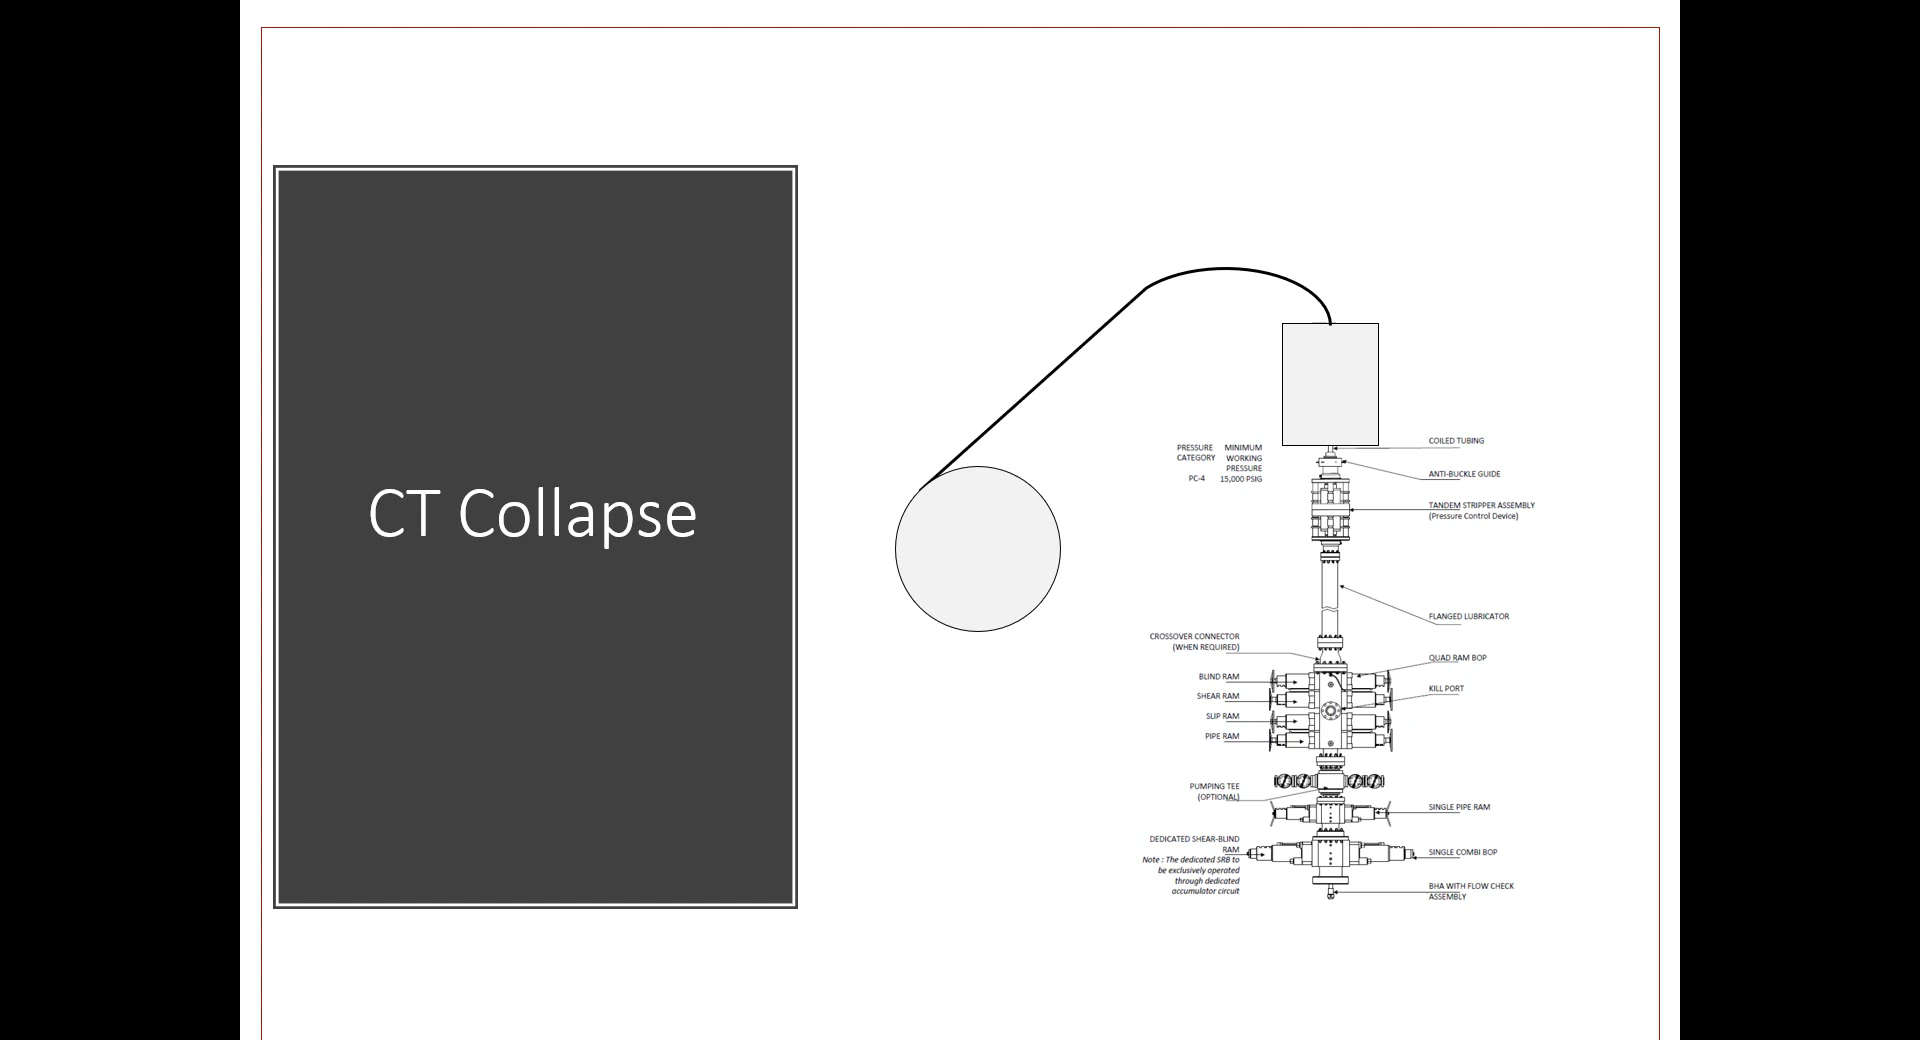 CT Collapse
PRESSURE MINIMUM
CATEGORY WORKING
PRESSURE
PC-4 15,000 PSIG
COILED TUBING
ANTI-BUCKLE GUIDE
TANDEM STRIPPER ASSEMBLY
(Pressure Control Device)
FLANGED LUBRICATOR
CROSSOVER CONNECTOR
(WHEN REQUIRED)
QUAD RAM BOP
BLIND RAM
KILL PORT
SHEAR RAM
SLIP RAM
PIPE RAM
PUMPING TEE
(OPTIONAL)
SINGLE PIPE RAM
DEDICATED SHEAR-BLIND
RAM
Note : The dedicated SRB to
be exclusively operated
through dedicated
accumulator circuit
SINGLE COMBI BOP
BHA WITH FLOW CHECK
ASSEMBLY